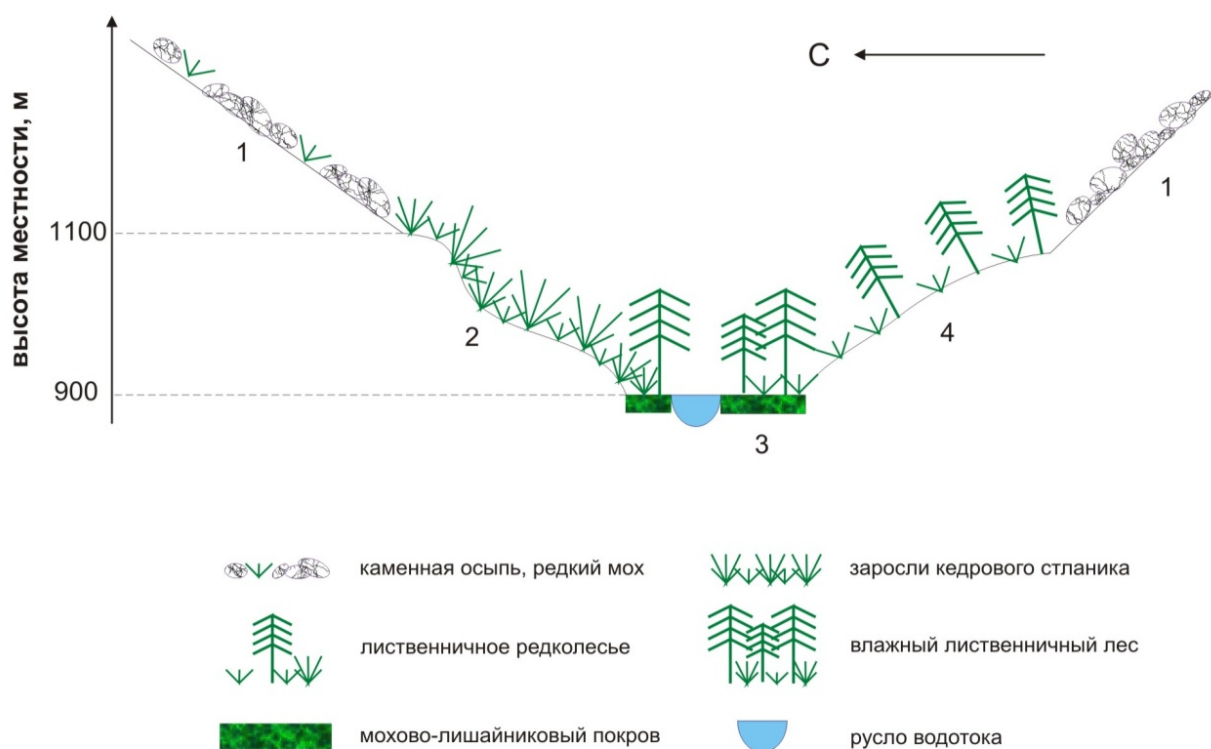 С
1
1
1100
высота местности, м
2
4
900
3
каменная осыпь, редкий мох
заросли кедрового стланика
лиственничное редколесье
влажный лиственничный лес
мохово-лишайниковый покров
русло водотока